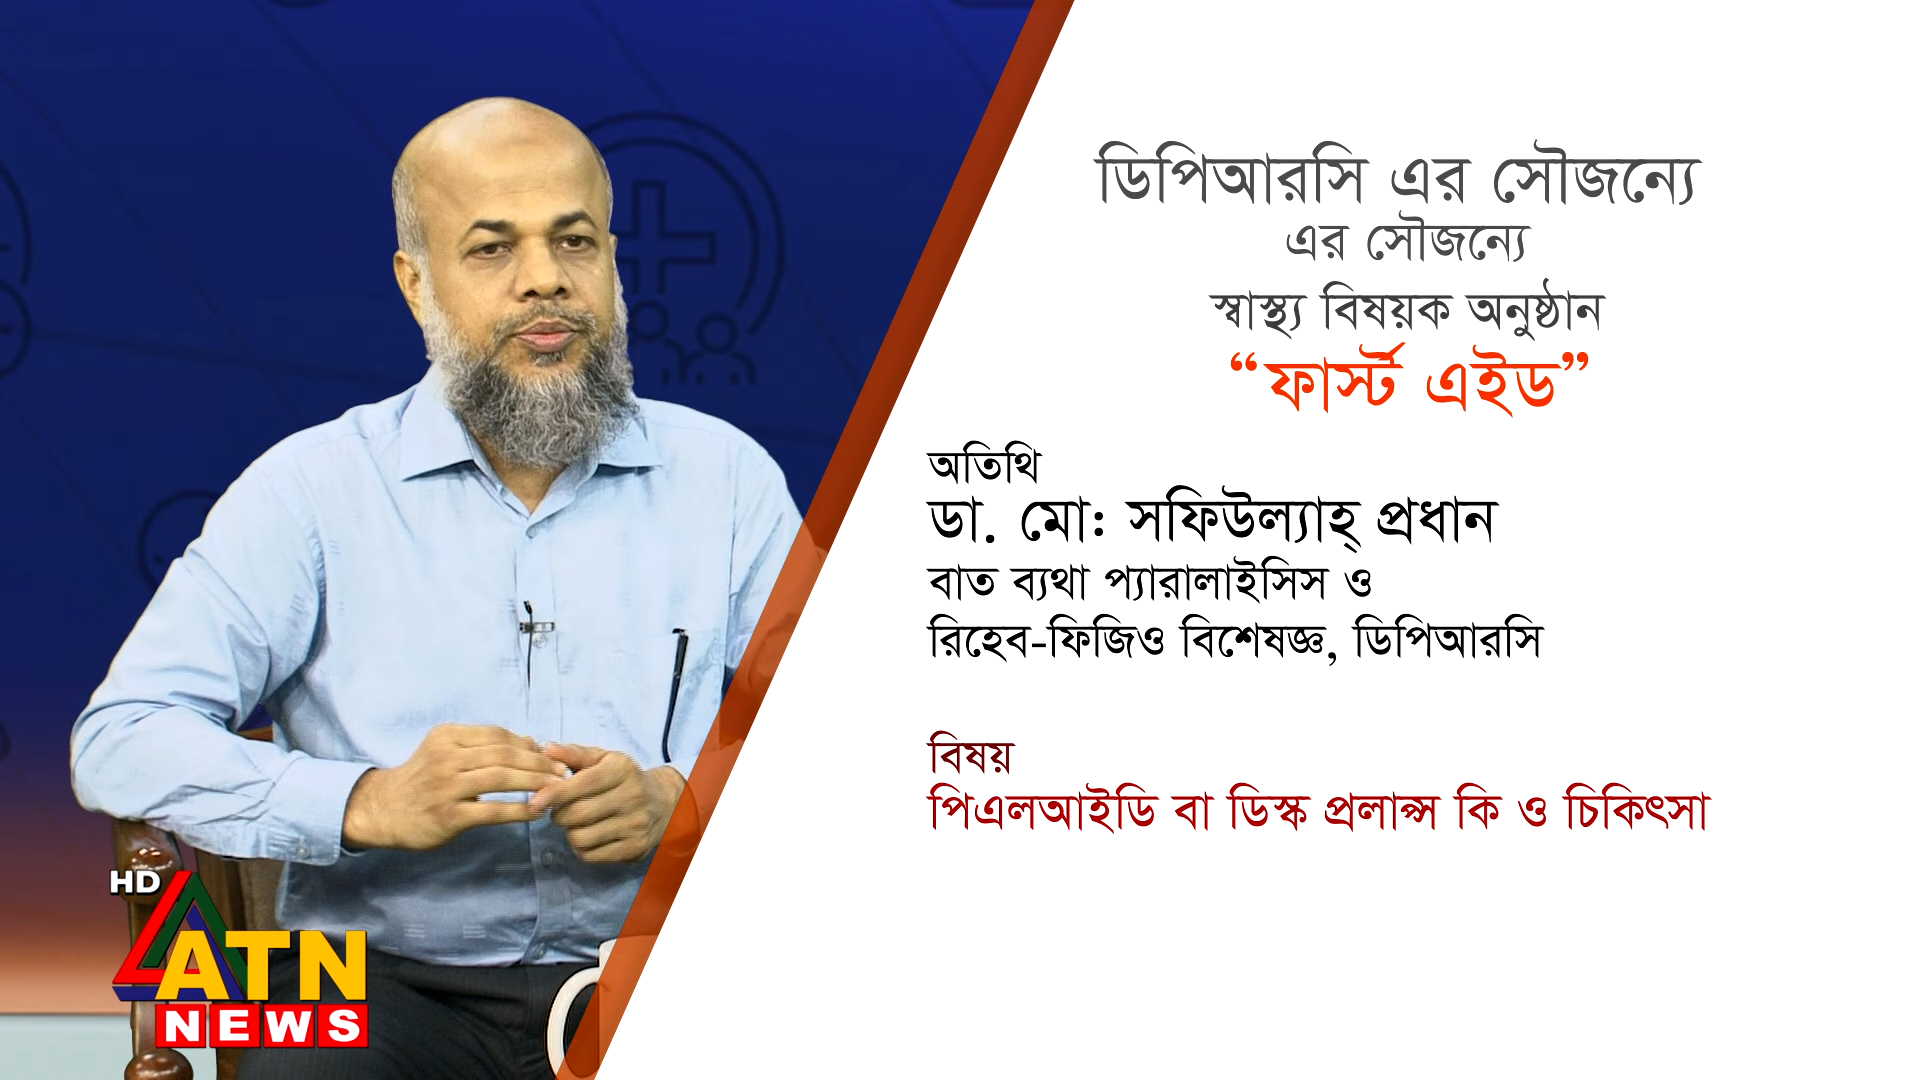 ডিপিআরসি এর সৌজন্যে
এর সৌজন্যে
স্বাস্থ্য বিষয়ক অনুষ্ঠান
“ফার্স্ট এইড”
অতিথি
ডা. মো: সফিউল্যাহ্ প্রধান
বাত ব্যথা প্যারালাইসিস ও
রিহেব-ফিজিও বিশেষজ্ঞ, ডিপিআরসি
বিষয়
পিএলআইডি বা ডিস্ক প্রলাপ্স কি ও চিকিৎসা
HD
ATN
NEWS